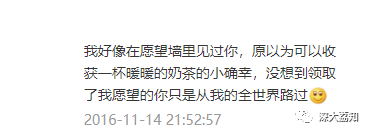 我好像在愿望墙里见过你，原以为可以收
获一杯暖暖的奶茶的小确幸，没想到领取
了我愿望的你只是从我的全世界路过
2016-11-14 21:52:57
深大荔知